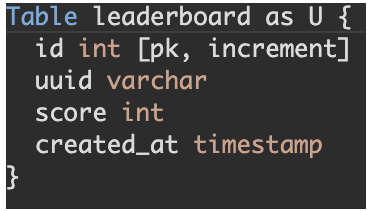 Table leaderboard as U {
  id int [pk, increment]
  uuid varchar
  score int
  created_at timestamp
}